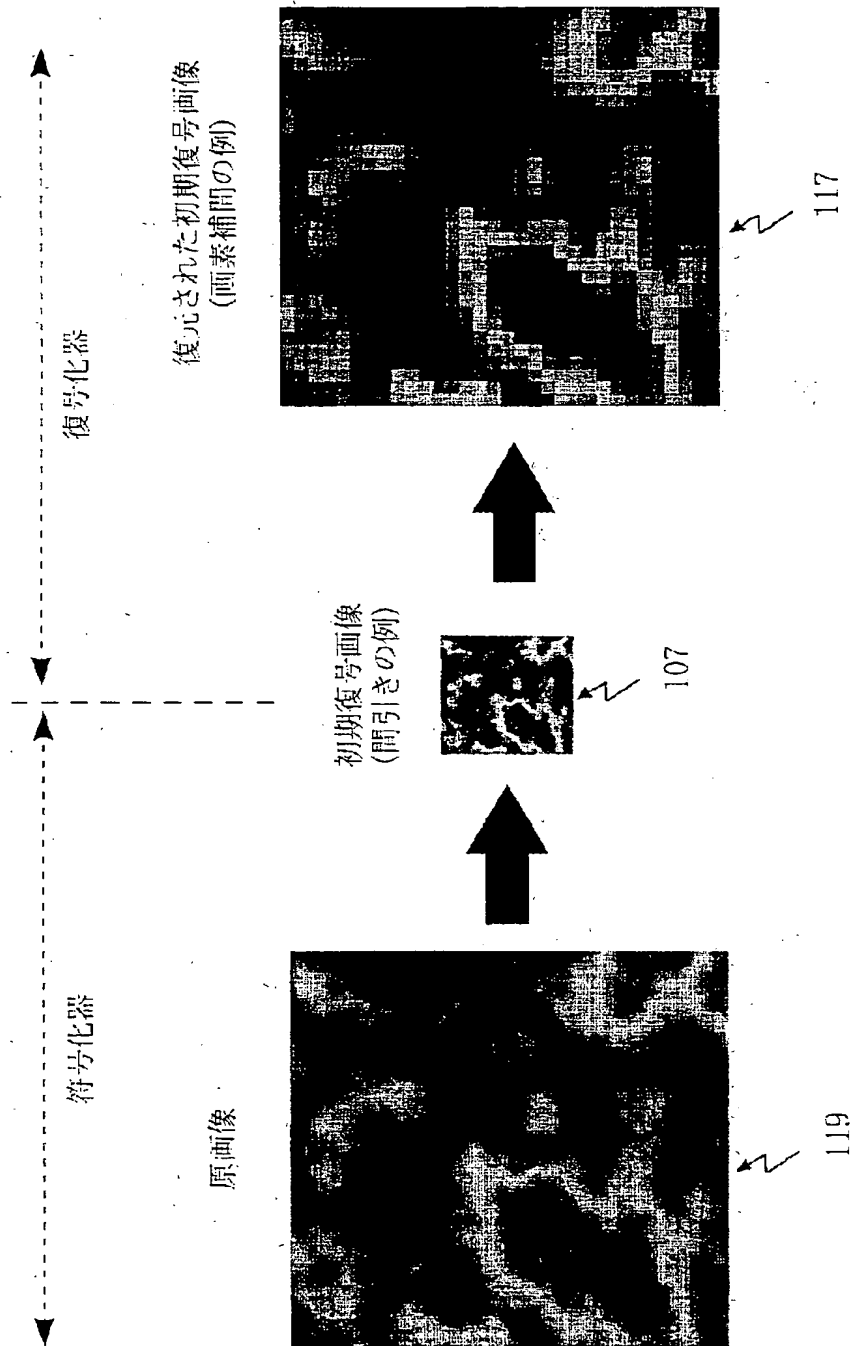 符号化器
復号化器
原画像
初期復号画像
(間引きの例)
復元された初期復号画像
(画素補間の例)
119
107
117